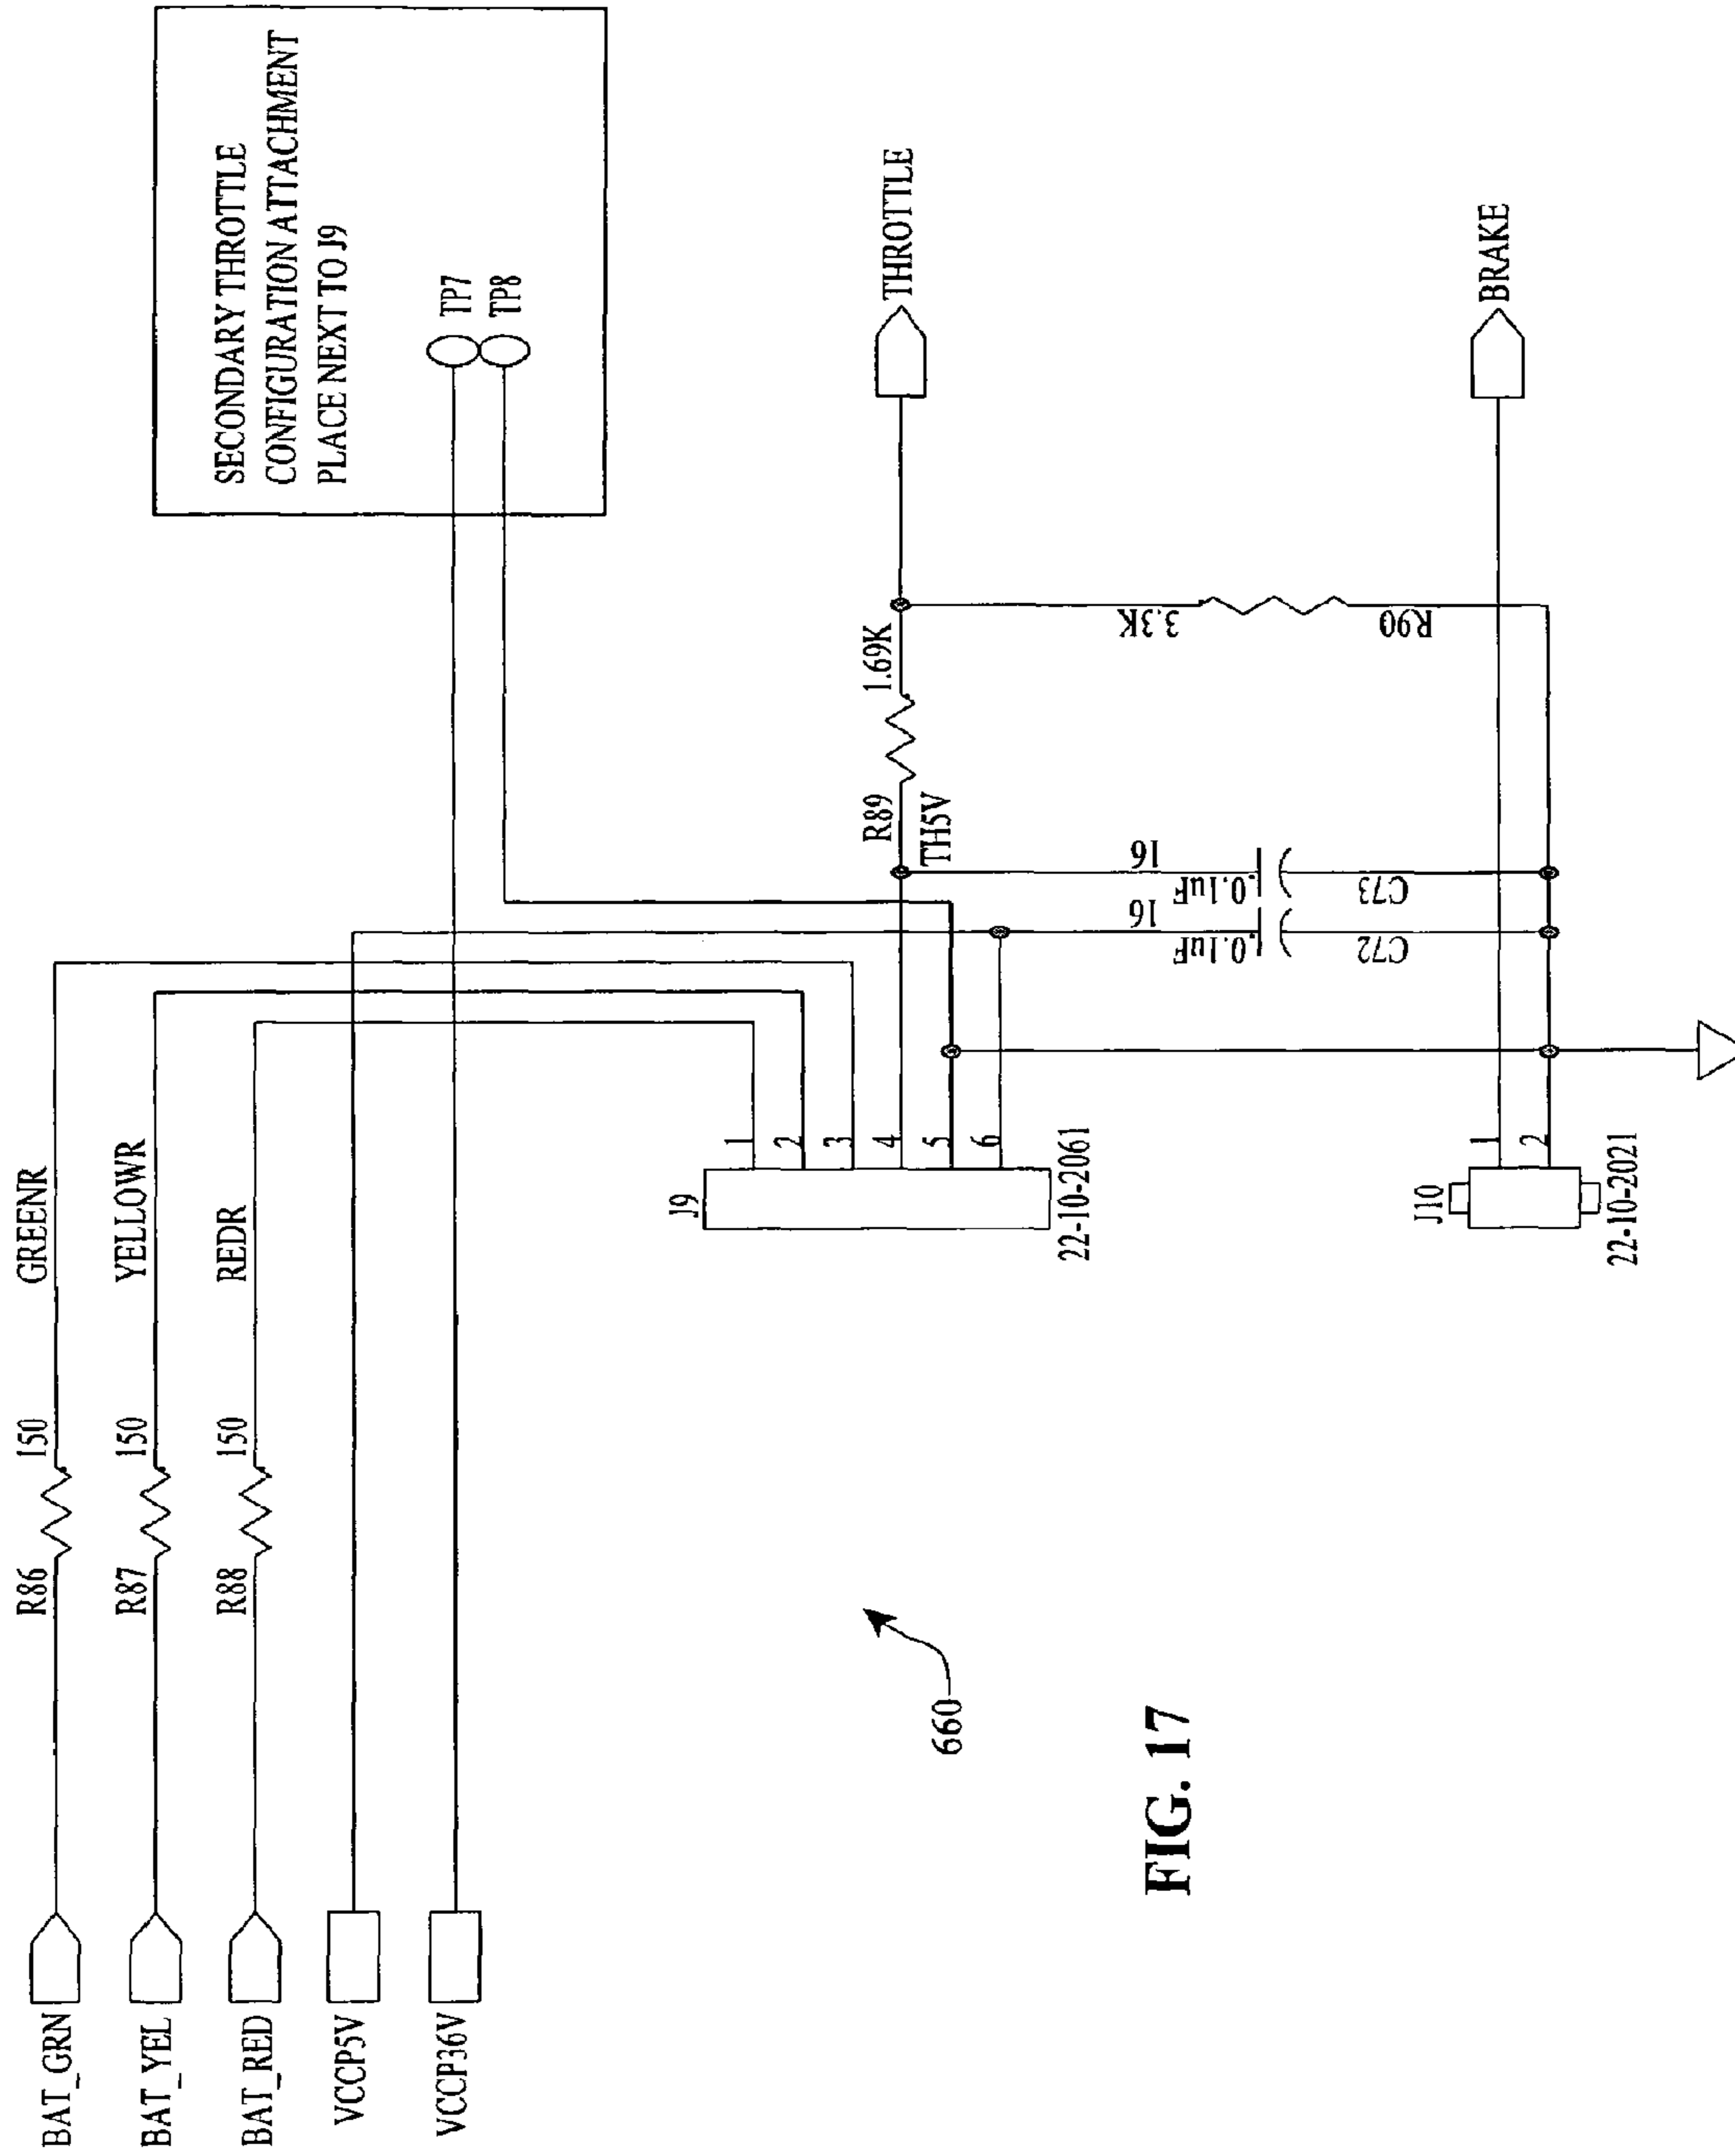 BAT_GRN
R86
150
GREENR
BAT_YEL
R87
150
YELLOWR
BAT_RED
R88
150
REDR
VCCP5V
VCCP36V
SECONDARY THROTTLE
CONFIGURATION ATTACHMENT
PLACE NEXT TO J9
TP7
TP8
J9
1
2
3
4
5
6
22-10-2061
R89
1.69K
TH5V
THROTTLE
16
0.1uF
C73
16
0.1uF
C72
3.3K
R90
J10
1
2
22-10-2021
BRAKE
660
FIG. 17